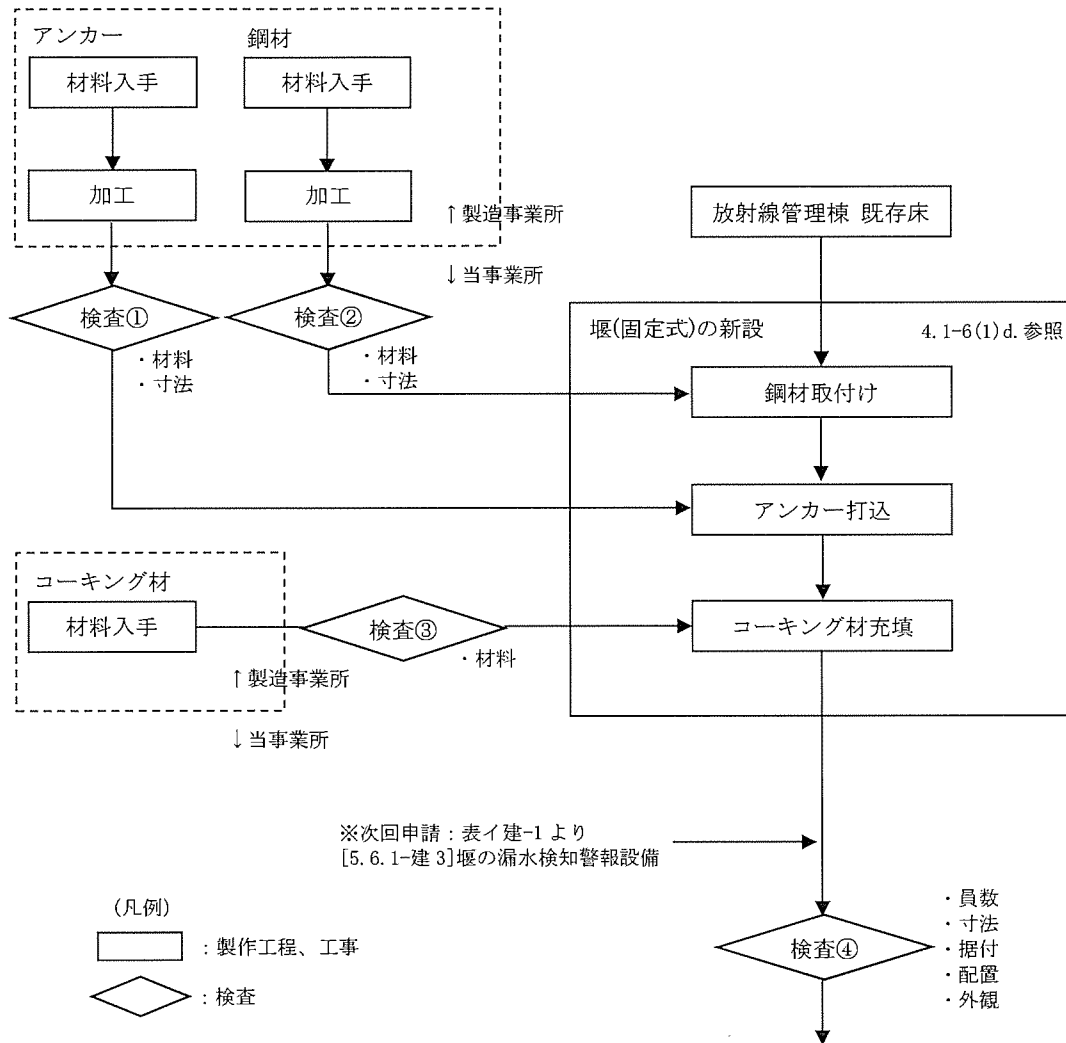 アンカー
鋼材
材料入手
材料入手
加工
加工
↑製造事業所
↓当事業所
検査①
・材料
・寸法
検査②
・材料
・寸法
放射線管理棟 既存床
堰(固定式)の新設
4.1-6(1)d.参照
鋼材取付け
アンカー打込
コーキング材
材料入手
検査③
・材料
コーキング材充填
↑製造事業所
↓当事業所
※次回申請:表イ建-1 より
[5.6.1-建 3]堰の漏水検知警報設備
検査④
・員数
・寸法
・据付
・配置
・外観
(凡例)
:製作工程、工事
:検査